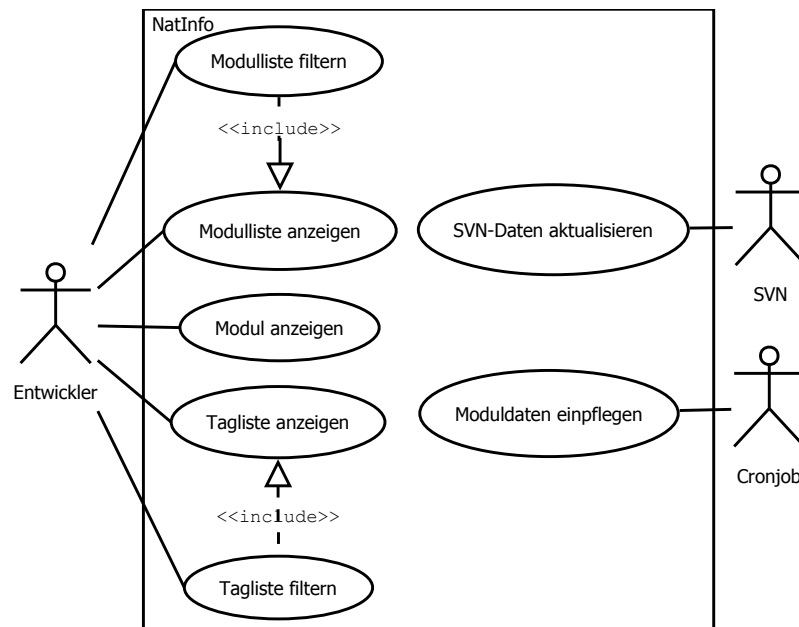 NatInfo
Modulliste filtern
<<include>>
Modulliste anzeigen
SVN-Daten aktualisieren
SVN
Modul anzeigen
Entwickler
Tagliste anzeigen
Moduldaten einpflegen
Cronjob
<<include>>
Tagliste filtern